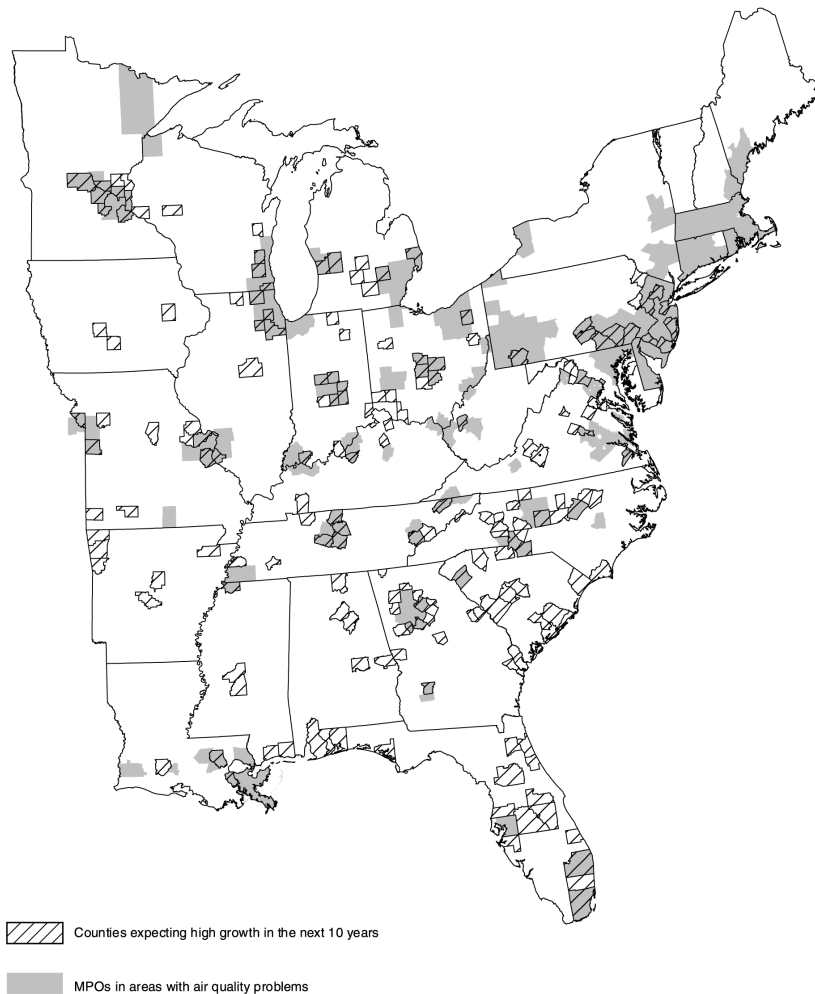 Counties expecting high growth in the next 10 years
MPOs in areas with air quality problems